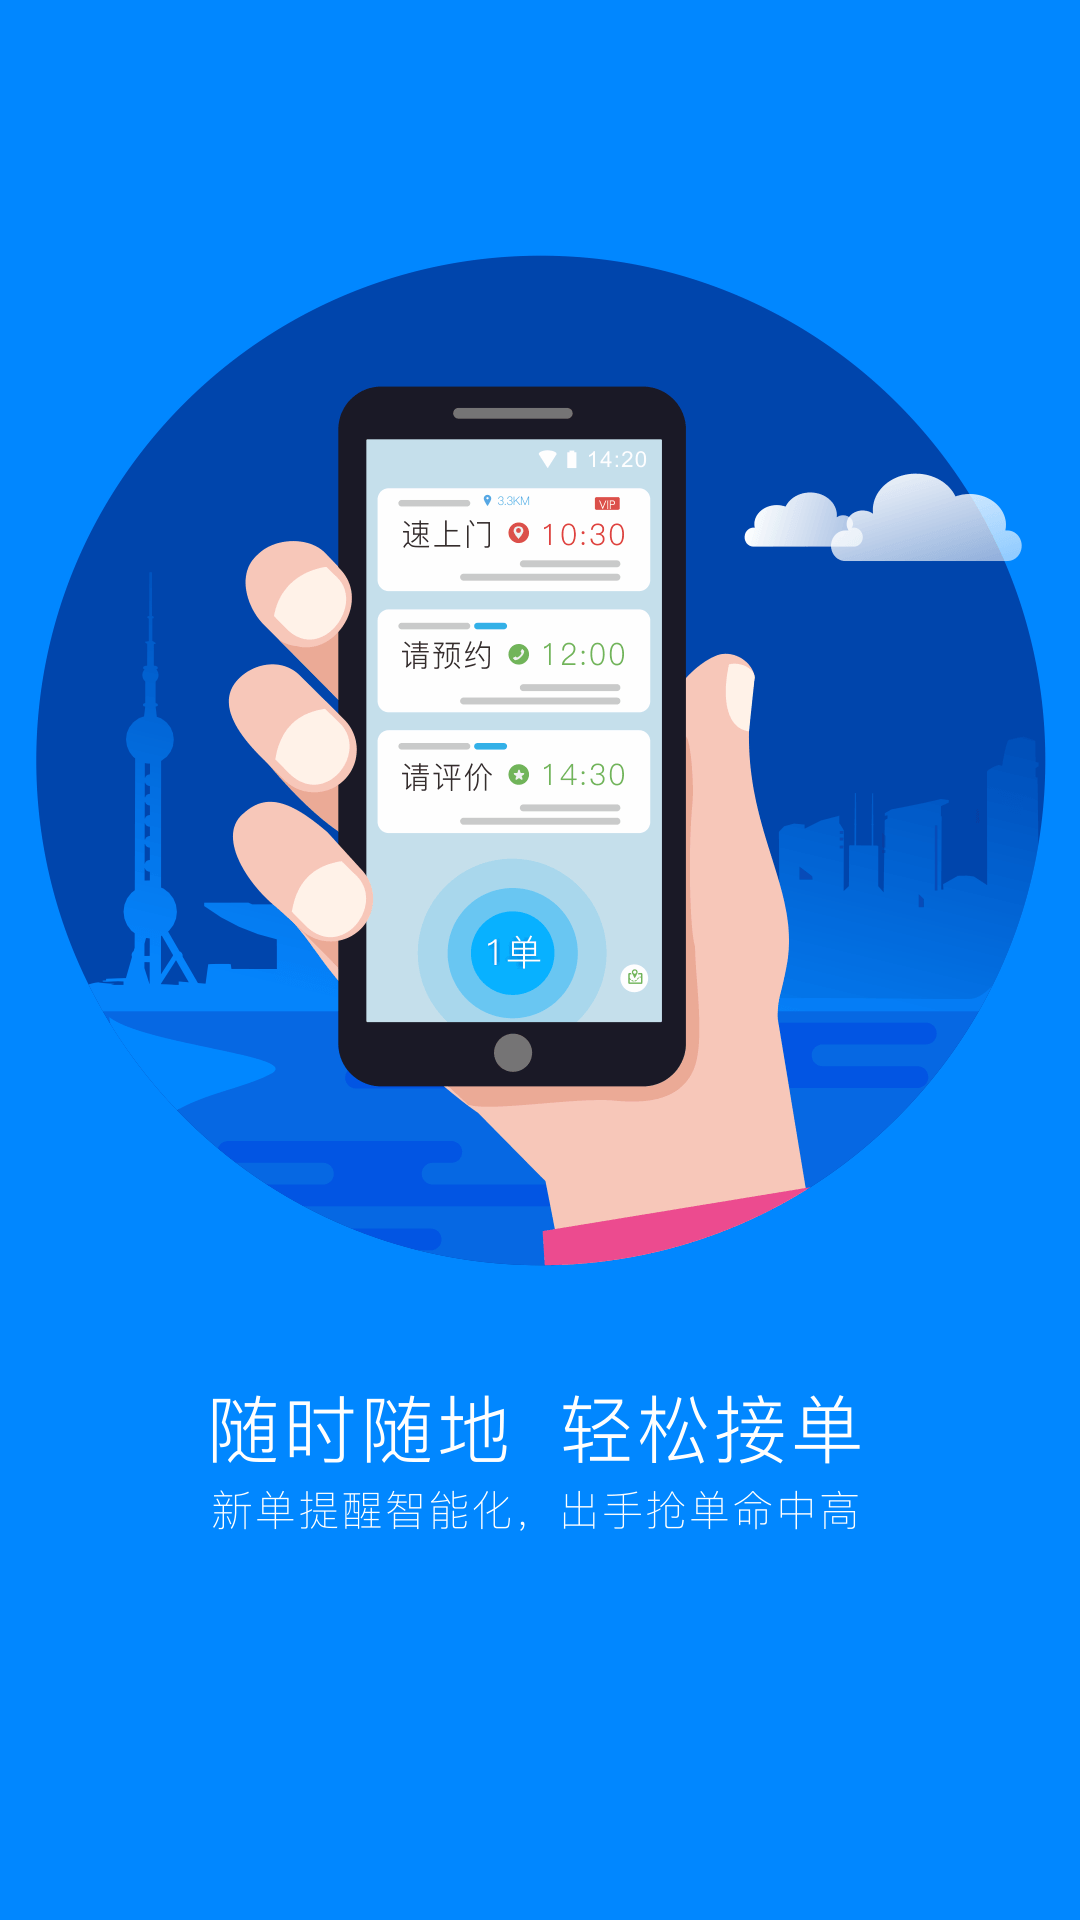 14:20
3.3KM VIP
速上门 10:30
请预约 12:00
请评价 14:30
1单
随时随地 轻松接单
新单提醒智能化，出手抢单命中高